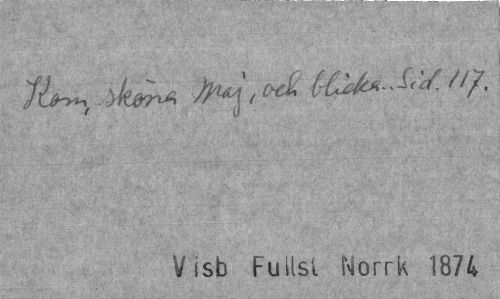 Kom, sköna Maj, och blicka.. Sid. 117.
Visb Fullst Norrk 1874